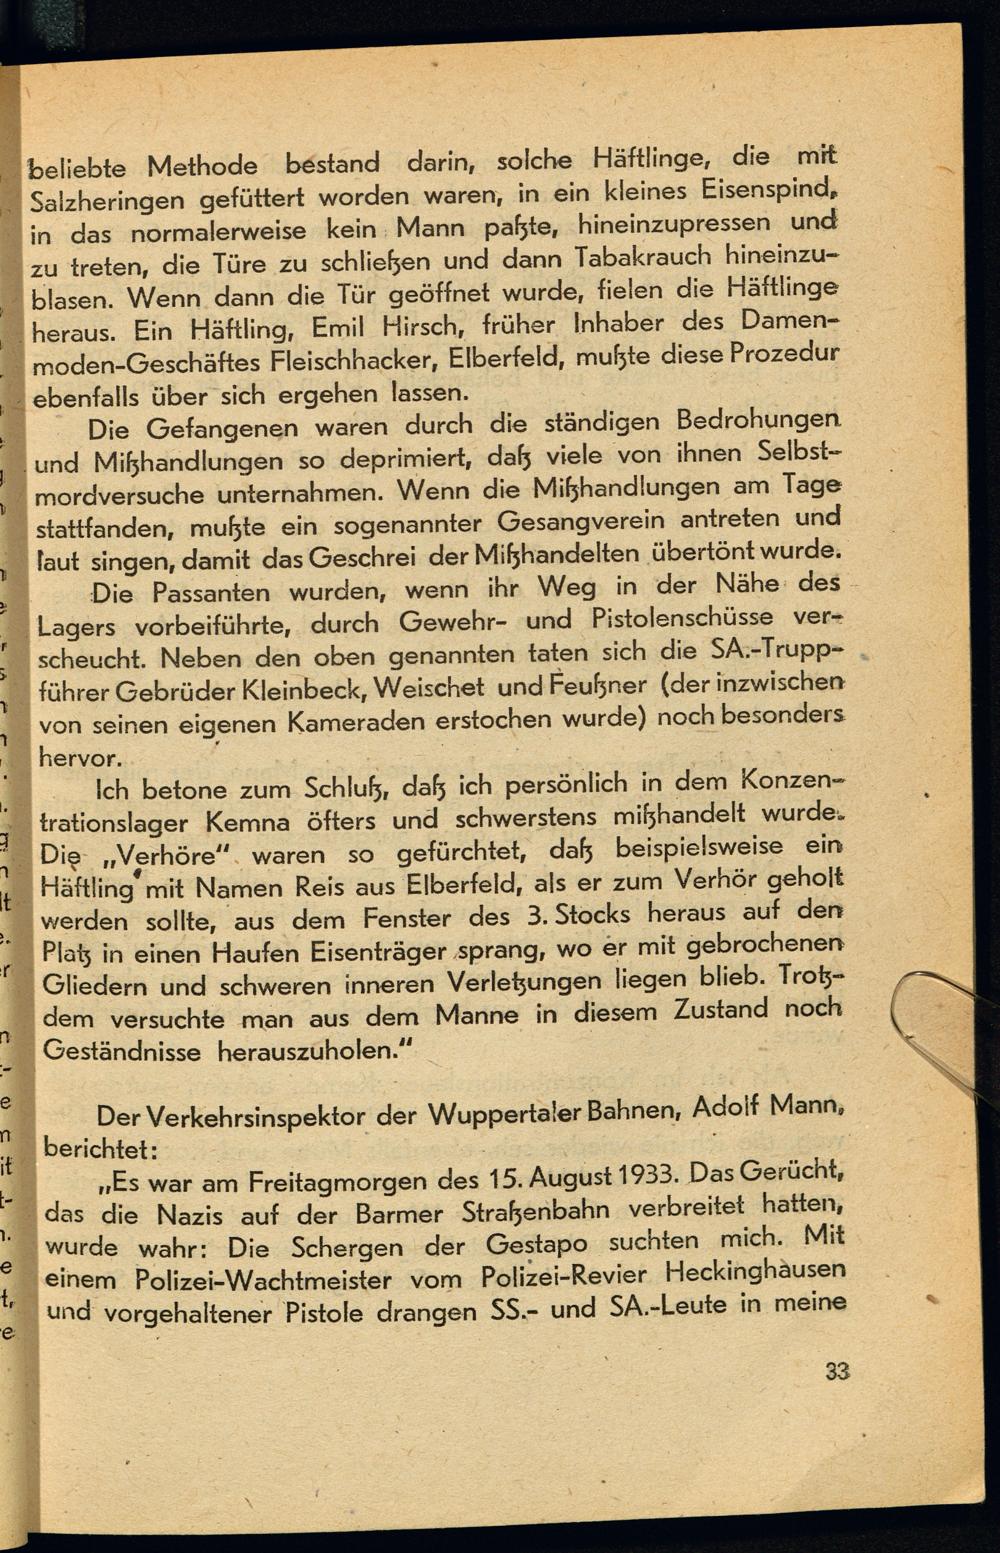 beliebte Methode bestand darin, solche Häftlinge, die mit
Salzheringen gefüttert worden waren, in ein kleines Eisenspind,
in das normalerweise kein Mann paßte, hineinzupressen und
zu treten, die Türe zu schließen und dann Tabakrauch hineinzu-
blasen. Wenn dann die Tür geöffnet wurde, fielen die Häftlinge
heraus. Ein Häftling, Emil Hirsch, früher Inhaber des Damen-
moden-Geschäftes Fleischhacker, Elberfeld, mußte diese Prozedur
ebenfalls über sich ergehen lassen.
Die Gefangenen waren durch die ständigen Bedrohungen
und Mißhandlungen so deprimiert, daß viele von ihnen Selbst-
mordversuche unternahmen. Wenn die Mißhandlungen am Tage
stattfanden, mußte ein sogenannter Gesangverein antreten und
laut singen, damit das Geschrei der Mißhandelten übertönt wurde.
Die Passanten wurden, wenn ihr Weg in der Nähe des
Lagers vorbeiführte, durch Gewehr- und Pistolenschüsse ver-
scheucht. Neben den oben genannten taten sich die SA.-Trupp-
führer Gebrüder Kleinbeck, Weischet und Feußner (der inzwischen
von seinen eigenen Kameraden erstochen wurde) noch besonders
hervor.
Ich betone zum Schluß, daß ich persönlich in dem Konzen-
trationslager Kemna öfters und schwerstens mißhandelt wurde.
Die „Verhöre" waren so gefürchtet, daß beispielsweise ein
Häftling mit Namen Reis aus Elberfeld, als er zum Verhör geholt
werden sollte, aus dem Fenster des 3. Stocks heraus auf den
Platz in einen Haufen Eisenträger sprang, wo er mit gebrochenen
Gliedern und schweren inneren Verletzungen liegen blieb. Trotz-
dem versuchte man aus dem Manne in diesem Zustand noch
Geständnisse herauszuholen."
Der Verkehrsinspektor der Wuppertaler Bahnen, Adolf Mann,
berichtet:
„Es war am Freitagmorgen des 15. August 1933. Das Gerücht,
das die Nazis auf der Barmer Straßenbahn verbreitet hatten,
wurde wahr: Die Schergen der Gestapo suchten mich. Mit
einem Polizei-Wachtmeister vom Polizei-Revier Heckinghausen
und vorgehaltener Pistole drangen SS.- und SA.-Leute in meine
33